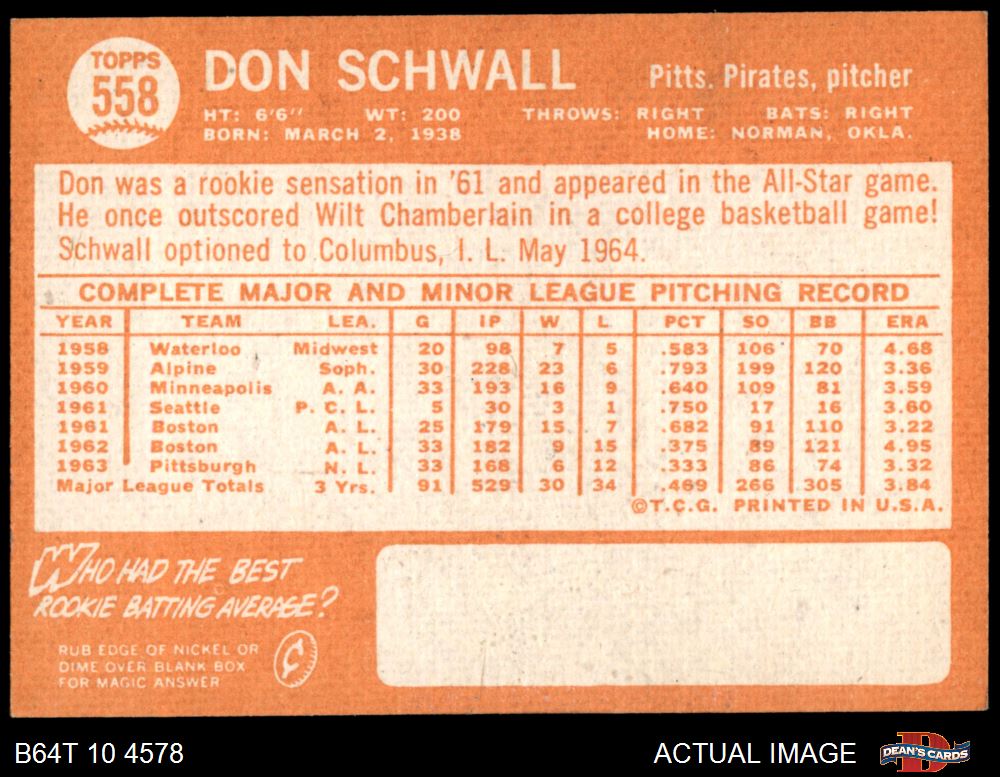 TOPPS
558
DON SCHWALL
Pitts. Pirates, pitcher
HT: 6'6" WT: 200 THROWS: RIGHT BATS: RIGHT
BORN: MARCH 2, 1938 HOME: NORMAN, OKLA.
Don was a rookie sensation in '61 and appeared in the All-Star game.
He once outscored Wilt Chamberlain in a college basketball game!
Schwall optioned to Columbus, I. L. May 1964.
COMPLETE MAJOR AND MINOR LEAGUE PITCHING RECORD
YEAR TEAM LEA. G IP W L PCT SO BB ERA
1958 Waterloo Midwest 20 98 7 5 .583 106 70 4.68
1959 Alpine Soph. 30 228 23 6 .793 199 120 3.36
1960 Minneapolis A. A. 33 193 16 9 .640 109 81 3.59
1961 Seattle P. C. L. 5 30 3 1 .750 17 16 3.60
1961 Boston A. L. 25 179 15 7 .682 91 110 3.22
1962 Boston A. L. 33 182 9 15 .375 89 121 4.95
1963 Pittsburgh N. L. 33 168 6 12 .333 86 74 3.32
Major League Totals 3 Yrs. 91 529 30 34 .469 266 305 3.84
©T.C.G. PRINTED IN U.S.A.
WHO HAD THE BEST
ROOKIE BATTING AVERAGE?
RUB EDGE OF NICKEL OR
DIME OVER BLANK BOX
FOR MAGIC ANSWER
¢
B64T 10 4578
ACTUAL IMAGE
D
DEAN'S CARDS